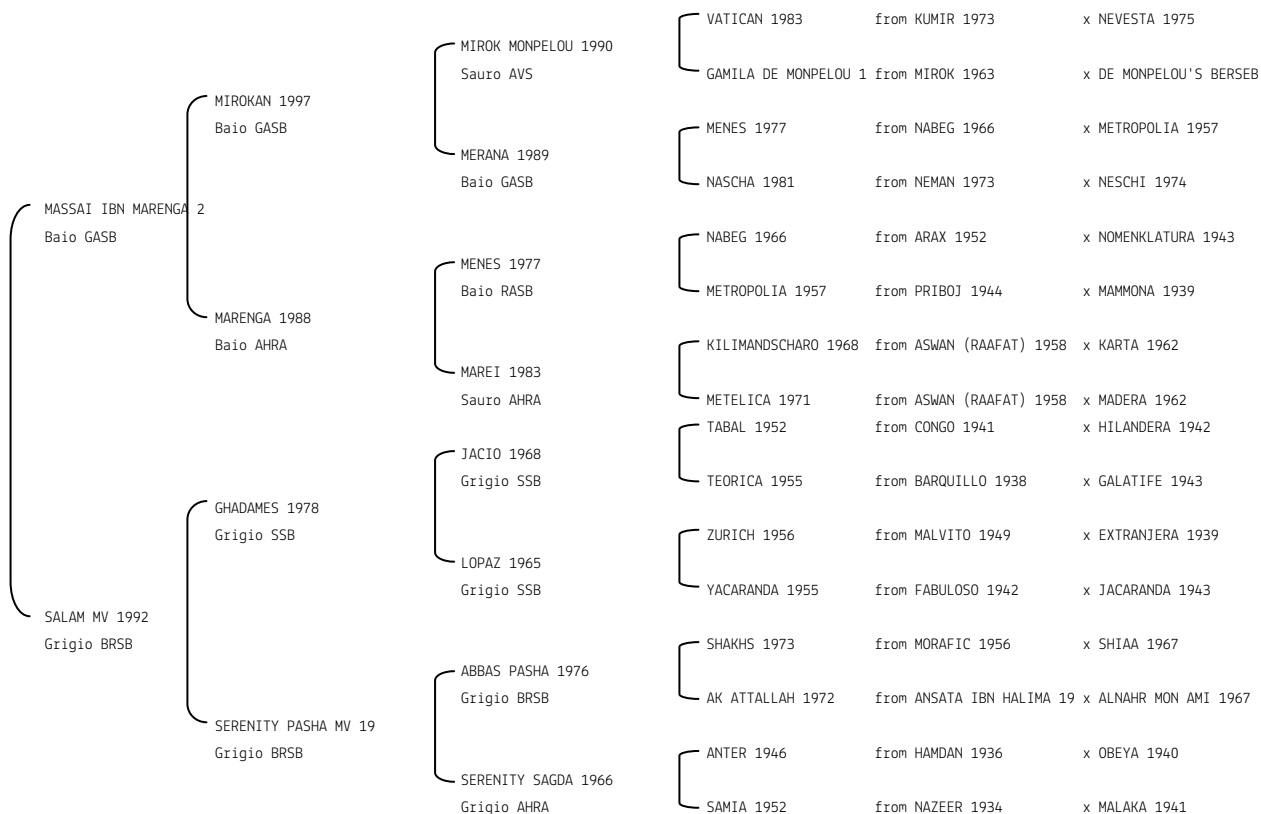 VATICAN 1983 from KUMIR 1973 x NEVESTA 1975
MIROK MONPELOU 1990
Sauro AVS GAMILA DE MONPELOU 1 from MIROK 1963 x DE MONPELOU'S BERSEB
MIROKAN 1997
Baio GASB MENES 1977 from NABEG 1966 x METROPOLIA 1957
MERANA 1989
Baio GASB NASCHA 1981 from NEMAN 1973 x NESCHI 1974
MASSAI IBN MARENGA 2
Baio GASB NABEG 1966 from ARAX 1952 x NOMENKLATURA 1943
MENES 1977
Baio RASB METROPOLIA 1957 from PRIBOJ 1944 x MAMMONA 1939
MARENGA 1988
Baio AHRA KILIMANDSCHARO 1968 from ASWAN (RAAFAT) 1958 x KARTA 1962
MAREI 1983
Sauro AHRA METELICA 1971 from ASWAN (RAAFAT) 1958 x MADERA 1962
TABAL 1952 from CONGO 1941 x HILANDERA 1942
JACIO 1968
Grigio SSB TEORICA 1955 from BARQUILLO 1938 x GALATIFE 1943
GHADAMES 1978
Grigio SSB ZURICH 1956 from MALVITO 1949 x EXTRANJERA 1939
LOPAZ 1965
Grigio SSB YACARANDA 1955 from FABULOSO 1942 x JACARANDA 1943
SALAM MV 1992
Grigio BRSB SHAKHS 1973 from MORAFIC 1956 x SHIAA 1967
ABBAS PASHA 1976
Grigio BRSB AK ATTALLAH 1972 from ANSATA IBN HALIMA 19 x ALNAHR MON AMI 1967
SERENITY PASHA MV 19
Grigio BRSB ANTER 1946 from HAMDAN 1936 x OBEYA 1940
SERENITY SAGDA 1966
Grigio AHRA SAMIA 1952 from NAZEER 1934 x MALAKA 1941